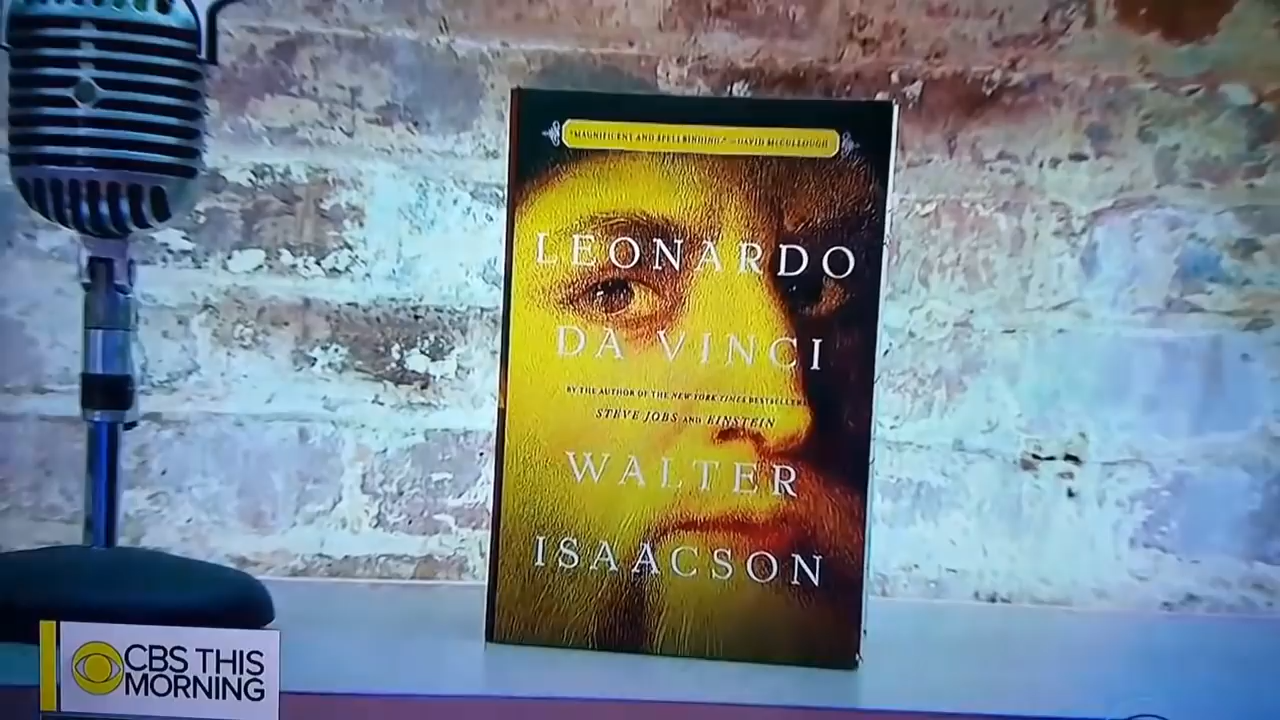 "MAGNIFICENT AND SPELLBINDING." —DAVID McCULLOUGH
LEONARDO
DA VINCI
BY THE AUTHOR OF THE NEW YORK TIMES BESTSELLERS
STEVE JOBS AND EINSTEIN
WALTER
ISAACSON
CBS THIS
MORNING